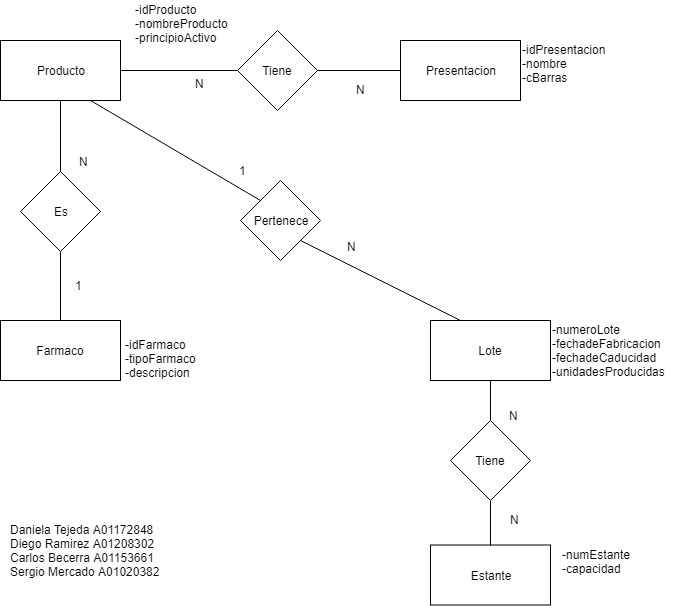 -idProducto
-nombreProducto
-principioActivo
Producto
N
Tiene
N
Presentacion
-idPresentacion
-nombre
-cBarras
N
Es
1
1
Pertenece
N
Farmaco
-idFarmaco
-tipoFarmaco
-descripcion
Lote
-numeroLote
-fechadeFabricacion
-fechadeCaducidad
-unidadesProducidas
N
Tiene
N
Estante
-numEstante
-capacidad
Daniela Tejeda A01172848
Diego Ramirez A01208302
Carlos Becerra A01153661
Sergio Mercado A01020382